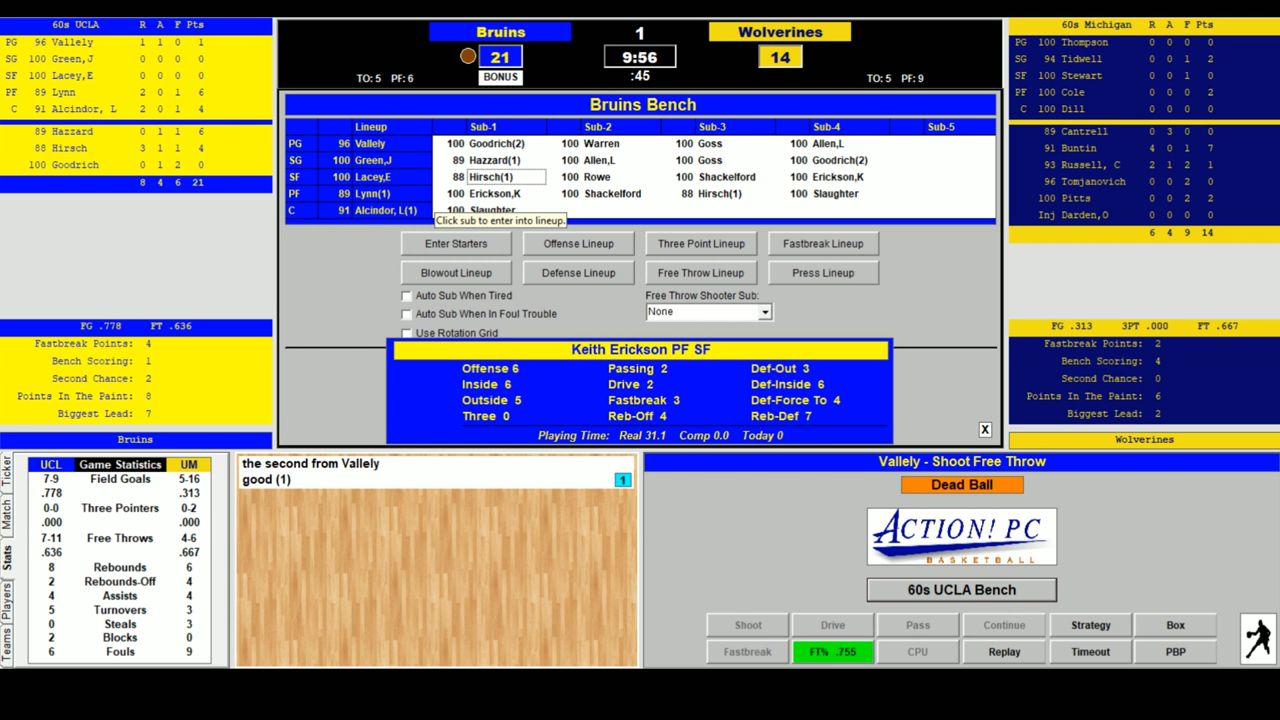 60s UCLA R A F Pts
PG 96 Vallely 1 1 0 1
SG 100 Green,J 0 0 0 0
SF 100 Lacey,E 0 0 0 0
PF 89 Lynn 2 0 1 6
C 91 Alcindor, L 2 0 1 4
89 Hazzard 0 1 1 6
88 Hirsch 3 1 1 4
100 Goodrich 0 1 2 0
8 4 6 21
FG .778 FT .636
Fastbreak Points: 4
Bench Scoring: 1
Second Chance: 2
Points In The Paint: 8
Biggest Lead: 7
Bruins
Bruins 1 Wolverines
21 9:56 14
BONUS :45
TO: 5 PF: 6 TO: 5 PF: 9
Bruins Bench
Lineup Sub-1 Sub-2 Sub-3 Sub-4 Sub-5
PG 96 Vallely 100 Goodrich(2) 100 Warren 100 Goss 100 Allen,L
SG 100 Green,J 89 Hazzard(1) 100 Allen,L 100 Goss 100 Goodrich(2)
SF 100 Lacey,E 88 Hirsch(1) 100 Rowe 100 Shackelford 100 Erickson,K
PF 89 Lynn(1) 100 Erickson,K 100 Shackelford 88 Hirsch(1) 100 Slaughter
C 91 Alcindor, L(1) 100 Slaughter
Click sub to enter into lineup.
Enter Starters Offense Lineup Three Point Lineup Fastbreak Lineup
Blowout Lineup Defense Lineup Free Throw Lineup Press Lineup
Auto Sub When Tired Free Throw Shooter Sub:
Auto Sub When In Foul Trouble None
Use Rotation Grid
Keith Erickson PF SF
Offense 6 Passing 2 Def-Out 3
Inside 6 Drive 2 Def-Inside 6
Outside 5 Fastbreak 3 Def-Force To 4
Three 0 Reb-Off 4 Reb-Def 7
Playing Time: Real 31.1 Comp 0.0 Today 0
X
60s Michigan R A F Pts
PG 100 Thompson 0 0 0 0
SG 94 Tidwell 0 0 1 2
SF 100 Stewart 0 0 1 0
PF 100 Cole 0 0 0 2
C 100 Dill 0 0 0 0
89 Cantrell 0 3 0 0
91 Buntin 4 0 1 7
93 Russell, C 2 1 2 1
96 Tomjanovich 0 0 2 0
100 Pitts 0 0 2 2
Inj Darden,O 0 0 0 0
6 4 9 14
FG .313 3PT .000 FT .667
Fastbreak Points: 2
Bench Scoring: 4
Second Chance: 0
Points In The Paint: 6
Biggest Lead: 2
Wolverines
Ticker
Match
Stats
Players
Teams
UCL Game Statistics UM
7-9 Field Goals 5-16
.778 .313
0-0 Three Pointers 0-2
.000 .000
7-11 Free Throws 4-6
.636 .667
8 Rebounds 6
2 Rebounds-Off 4
4 Assists 4
5 Turnovers 3
0 Steals 3
2 Blocks 0
6 Fouls 9
the second from Vallely
good (1) 1
Vallely - Shoot Free Throw
Dead Ball
ACTION! PC
BASKETBALL
60s UCLA Bench
Shoot Drive Pass Continue Strategy Box
Fastbreak FT% .755 CPU Replay Timeout PBP